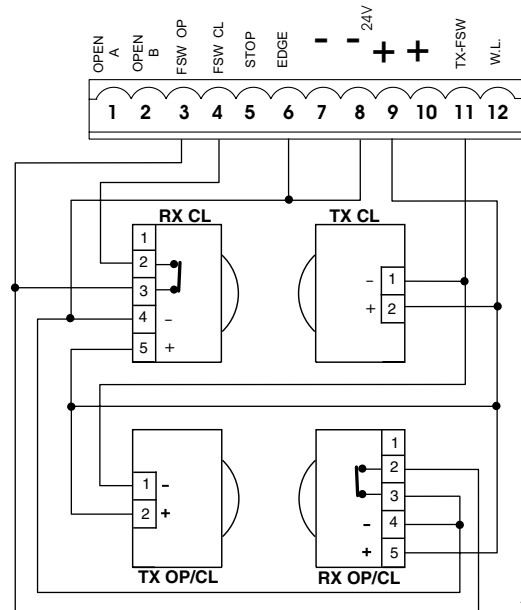 OPEN A
OPEN B
FSW OP
FSW CL
STOP
EDGE
-
-
24V
+
+
TX-FSW
W.L.
1 2 3 4 5 6 7 8 9 10 11 12
RX CL
1
2
3
4 -
5 +
TX CL
- 1
+ 2
1 -
2 +
TX OP/CL
1
2
3
- 4
+ 5
RX OP/CL